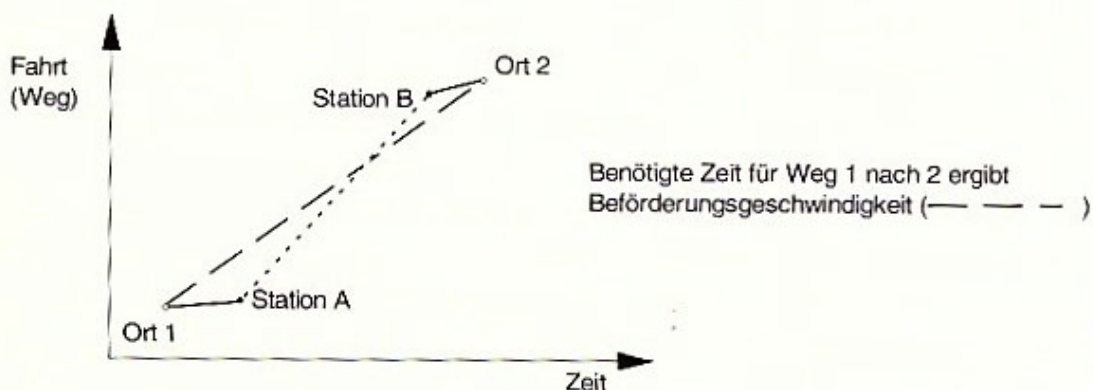 Fahrt
(Weg)
Ort 2
Station B
Benötigte Zeit für Weg 1 nach 2 ergibt
Beförderungsgeschwindigkeit (— — — )
Station A
Ort 1
Zeit